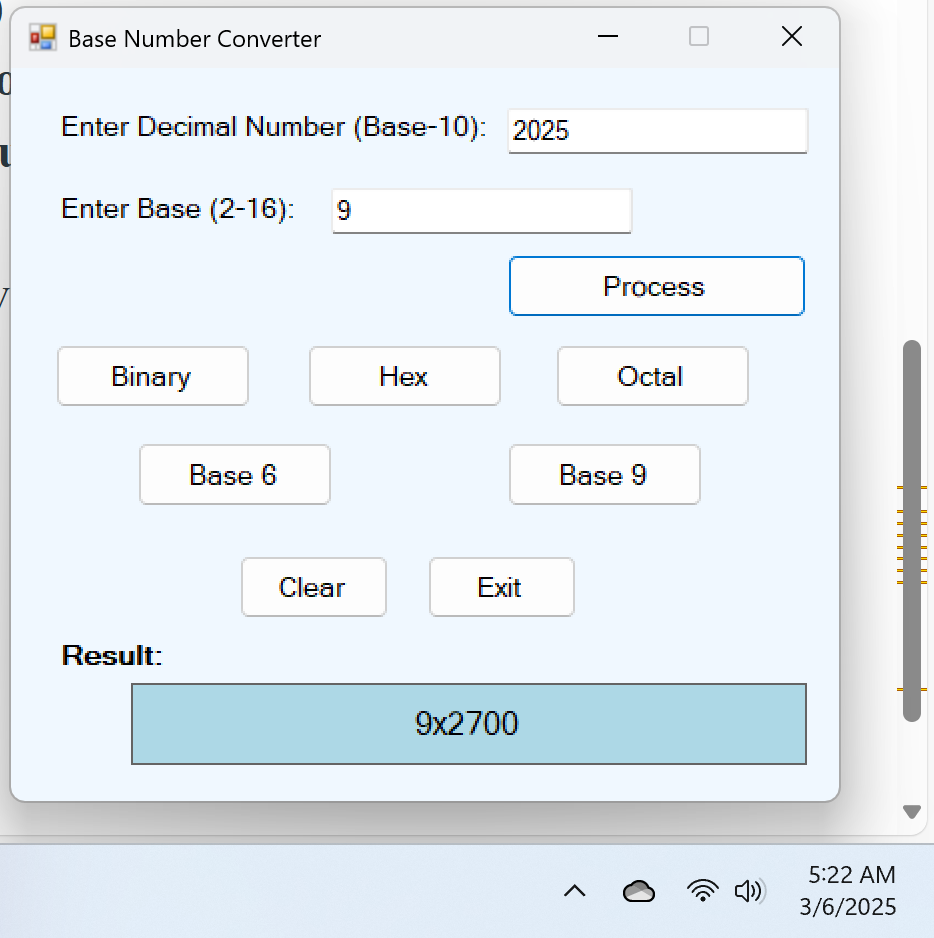 Base Number Converter
Enter Decimal Number (Base-10): 2025
Enter Base (2-16): 9
Process
Binary Hex Octal
Base 6 Base 9
Clear Exit
Result:
9x2700
5:22 AM
3/6/2025